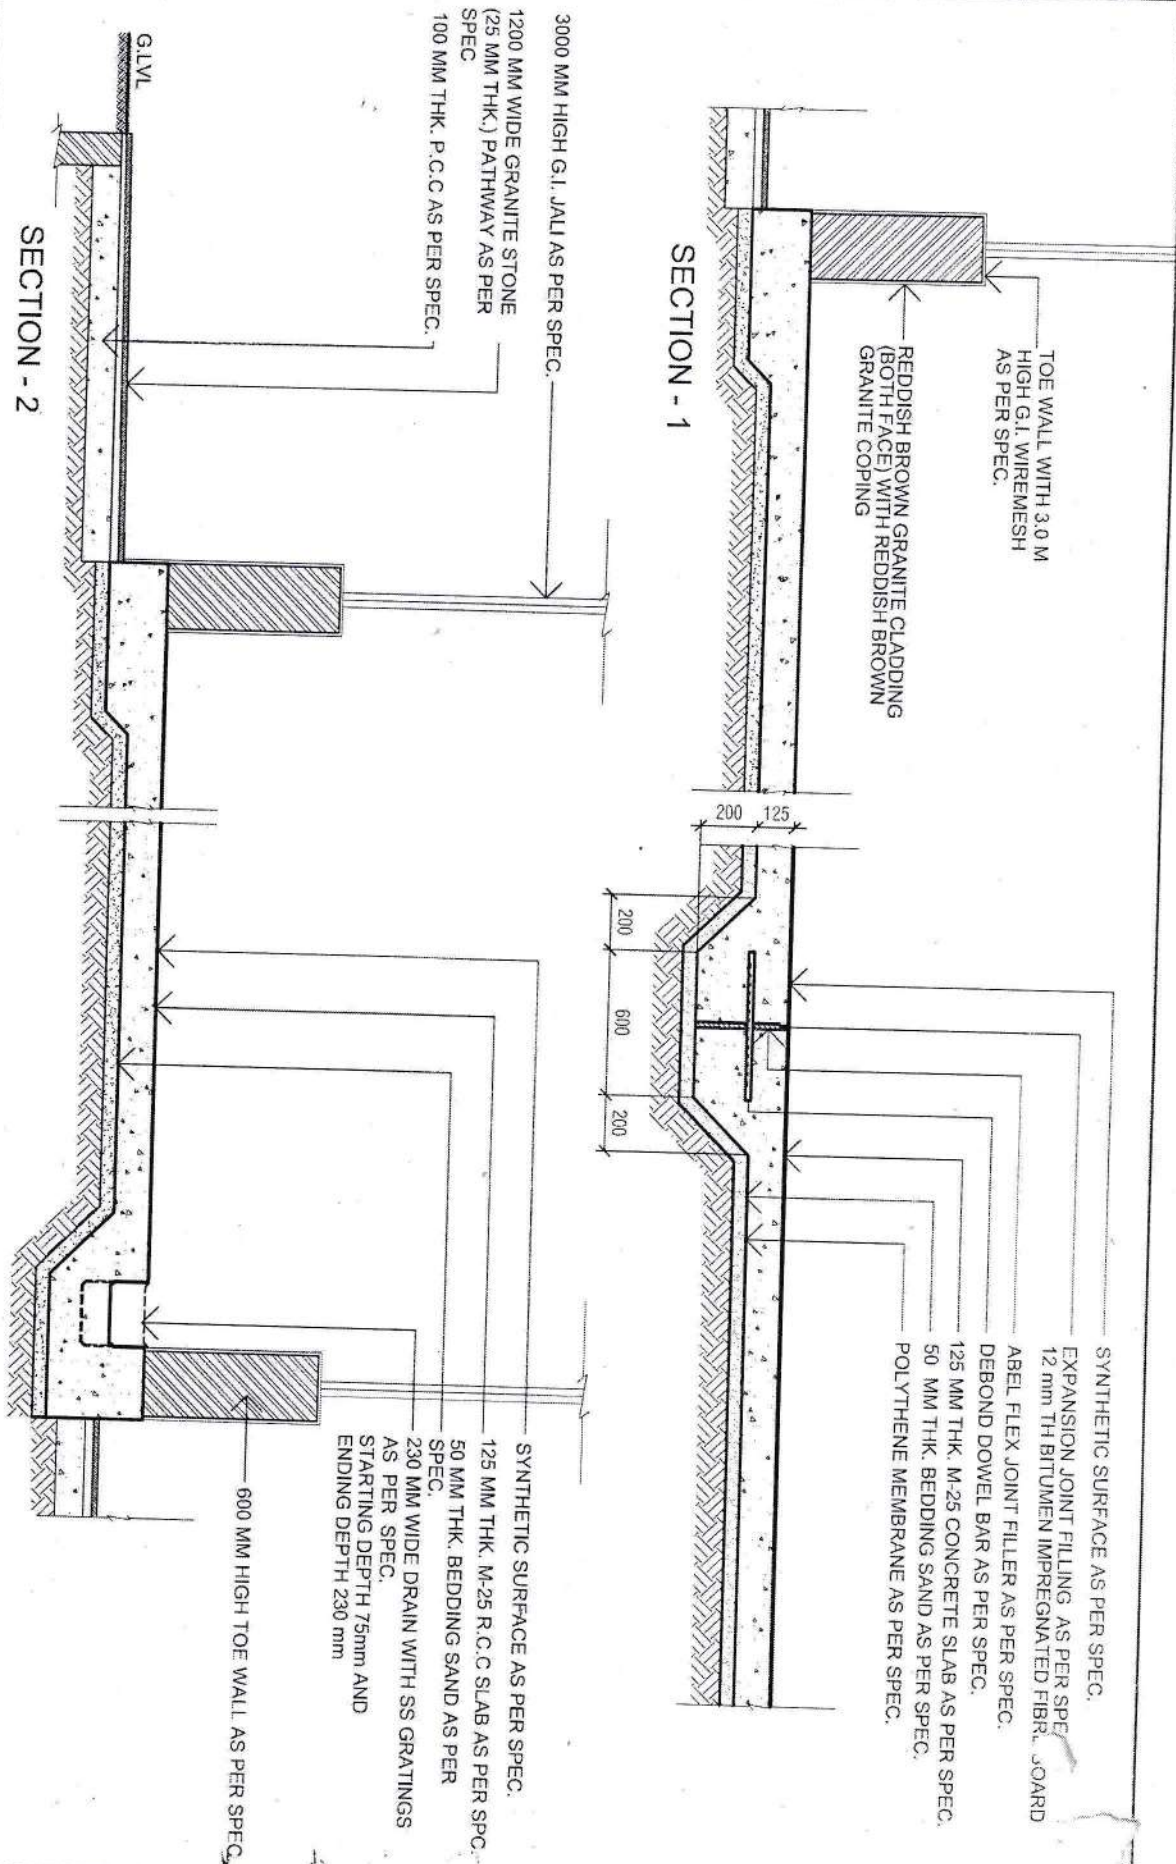 TOE WALL WITH 3.0 M
HIGH G.I. WIREMESH
AS PER SPEC.
REDDISH BROWN GRANITE CLADDING
(BOTH FACE) WITH REDDISH BROWN
GRANITE COPING
200
125
200
600
200
SYNTHETIC SURFACE AS PER SPEC.
EXPANSION JOINT FILLING AS PER SPE
12 mm TH BITUMEN IMPREGNATED BOARD
ABEL FLEX JOINT FILLER AS PER SPEC.
DEBOND DOWEL BAR AS PER SPEC.
125 MM THK. M-25 CONCRETE SLAB AS PER SPEC.
50 MM THK. BEDDING SAND AS PER SPEC.
POLYTHENE MEMBRANE AS PER SPEC.
SECTION - 1
3000 MM HIGH G.I. JALI AS PER SPEC.
1200 MM WIDE GRANITE STONE
(25 MM THK.) PATHWAY AS PER
SPEC
100 MM THK. P.C.C AS PER SPEC.
G.LVL
SYNTHETIC SURFACE AS PER SPEC.
125 MM THK. M-25 R.C.C SLAB AS PER SPC.
50 MM THK. BEDDING SAND AS PER
SPEC.
230 MM WIDE DRAIN WITH SS GRATINGS
AS PER SPEC.
STARTING DEPTH 75mm AND
ENDING DEPTH 230 mm
600 MM HIGH TOE WALL AS PER SPEC.
SECTION - 2